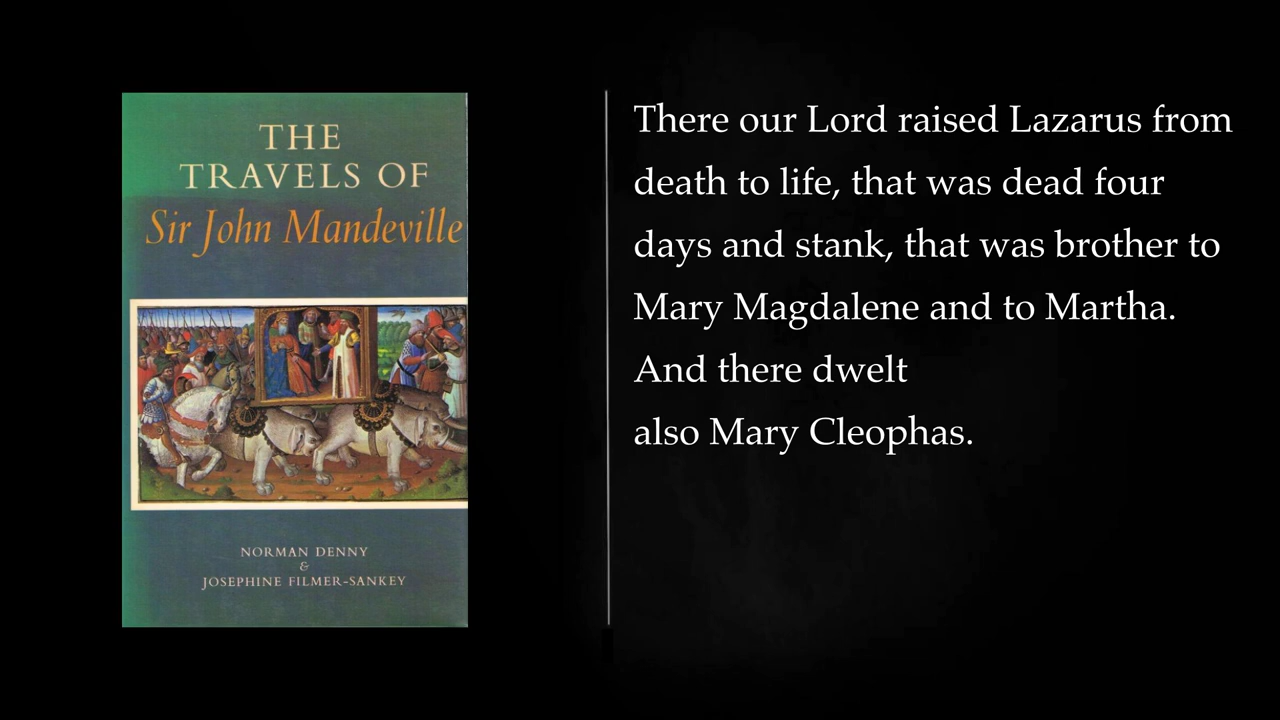 THE
TRAVELS OF
Sir John Mandeville
NORMAN DENNY
&
JOSEPHINE FILMER-SANKEY
There our Lord raised Lazarus from
death to life, that was dead four
days and stank, that was brother to
Mary Magdalene and to Martha.
And there dwelt
also Mary Cleophas.